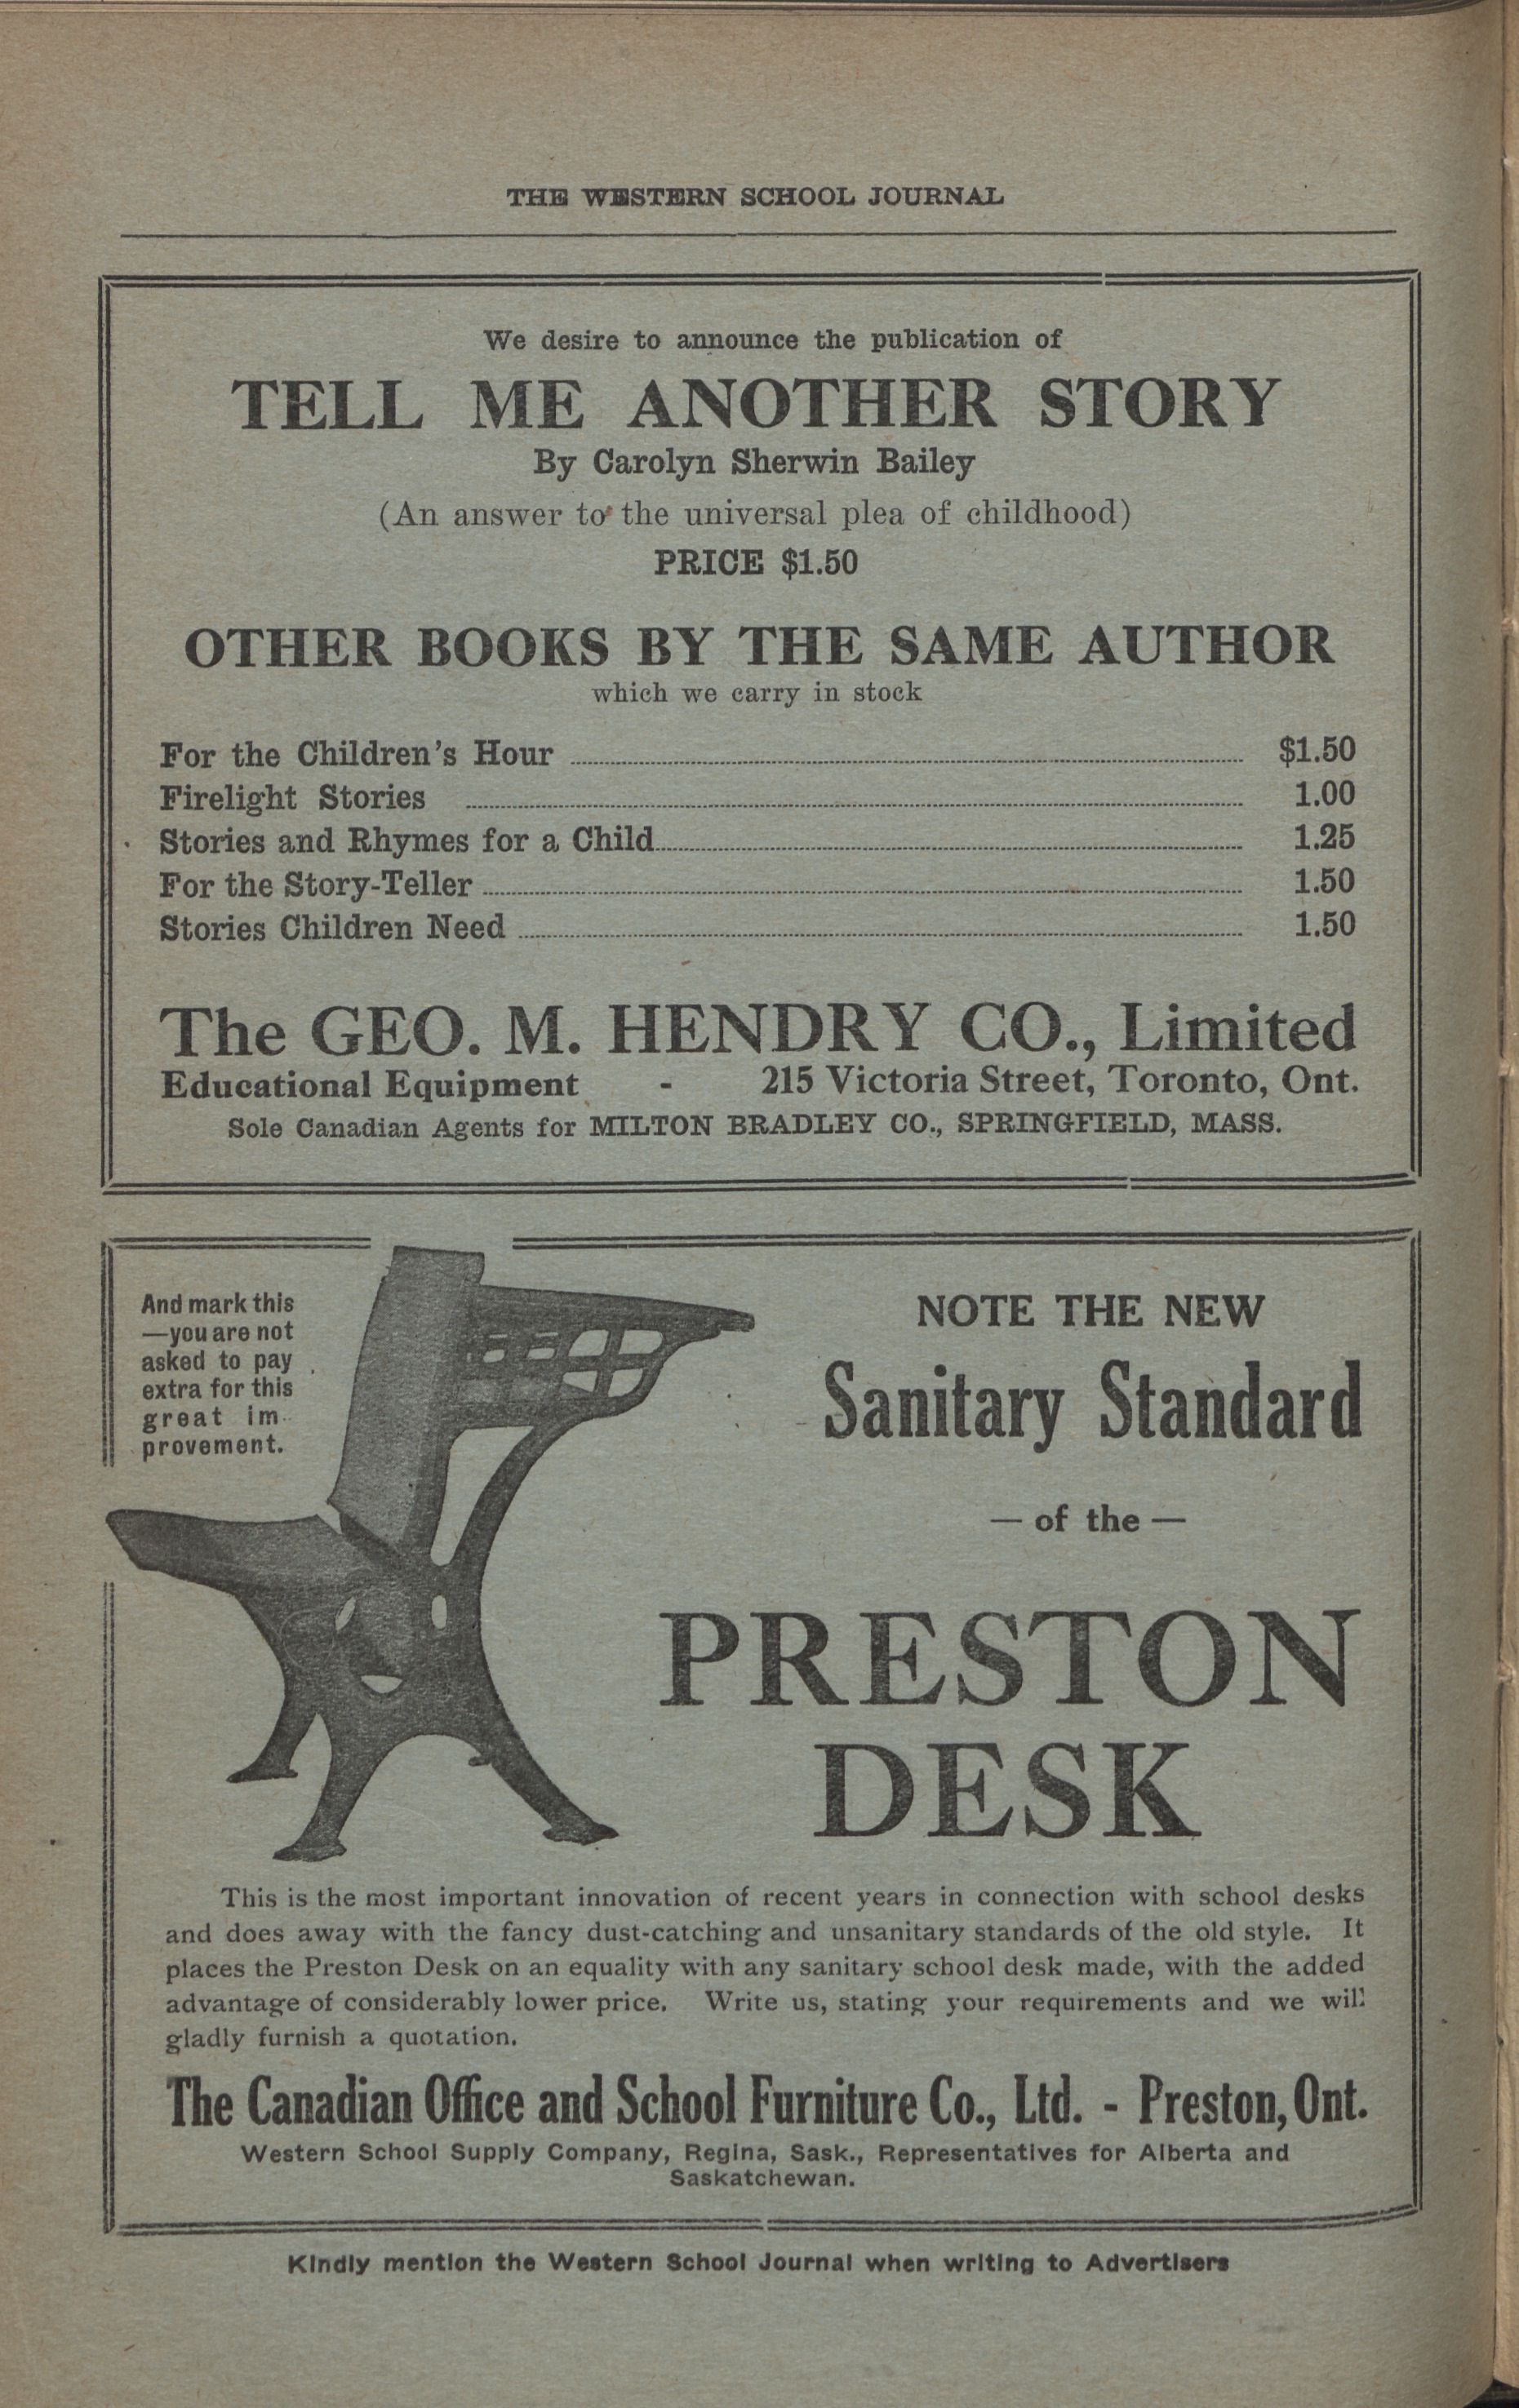 THE WESTERN SCHOOL JOURNAL
We desire to announce the publication of
TELL ME ANOTHER STORY
By Carolyn Sherwin Bailey
(An answer to the universal plea of childhood)
PRICE $1.50
OTHER BOOKS BY THE SAME AUTHOR
which we carry in stock
For the Children's Hour $1.50
Firelight Stories 1.00
Stories and Rhymes for a Child 1.25
For the Story-Teller 1.50
Stories Children Need 1.50
The GEO. M. HENDRY CO., Limited
Educational Equipment - 215 Victoria Street, Toronto, Ont.
Sole Canadian Agents for MILTON BRADLEY CO., SPRINGFIELD, MASS.
And mark this
—you are not
asked to pay
extra for this
great im-
provement.
NOTE THE NEW
Sanitary Standard
— of the —
PRESTON
DESK
This is the most important innovation of recent years in connection with school desks
and does away with the fancy dust-catching and unsanitary standards of the old style. It
places the Preston Desk on an equality with any sanitary school desk made, with the added
advantage of considerably lower price. Write us, stating your requirements and we will
gladly furnish a quotation.
The Canadian Office and School Furniture Co., Ltd. - Preston, Ont.
Western School Supply Company, Regina, Sask., Representatives for Alberta and
Saskatchewan.
Kindly mention the Western School Journal when writing to Advertisers